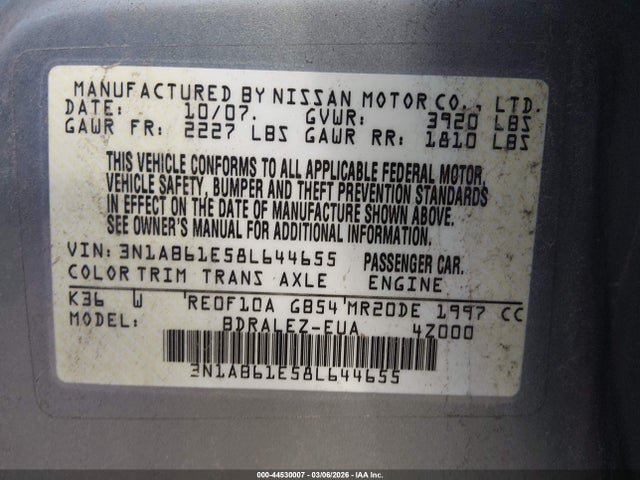 MANUFACTURED BY NISSAN MOTOR CO., LTD.
DATE: 10/07. GVWR: 3920 LBS
GAWR FR: 2227 LBS GAWR RR: 1810 LBS
THIS VEHICLE CONFORMS TO ALL APPLICABLE FEDERAL MOTOR,
VEHICLE SAFETY, BUMPER AND THEFT PREVENTION STANDARDS
IN EFFECT ON THE DATE OF MANUFACTURE SHOWN ABOVE.
SEE OWNER'S MANUAL FOR ADDITIONAL INFORMATION.
VIN: 3N1AB61E58L644655 PASSENGER CAR.
COLOR TRIM TRANS AXLE ENGINE
K36 W RE0F10A GB54 MR20DE 1997 CC
MODEL: BDRALEZ-EUA 4Z000
3N1AB61E58L644655
000-44530007 - 03/06/2026 - IAA Inc.